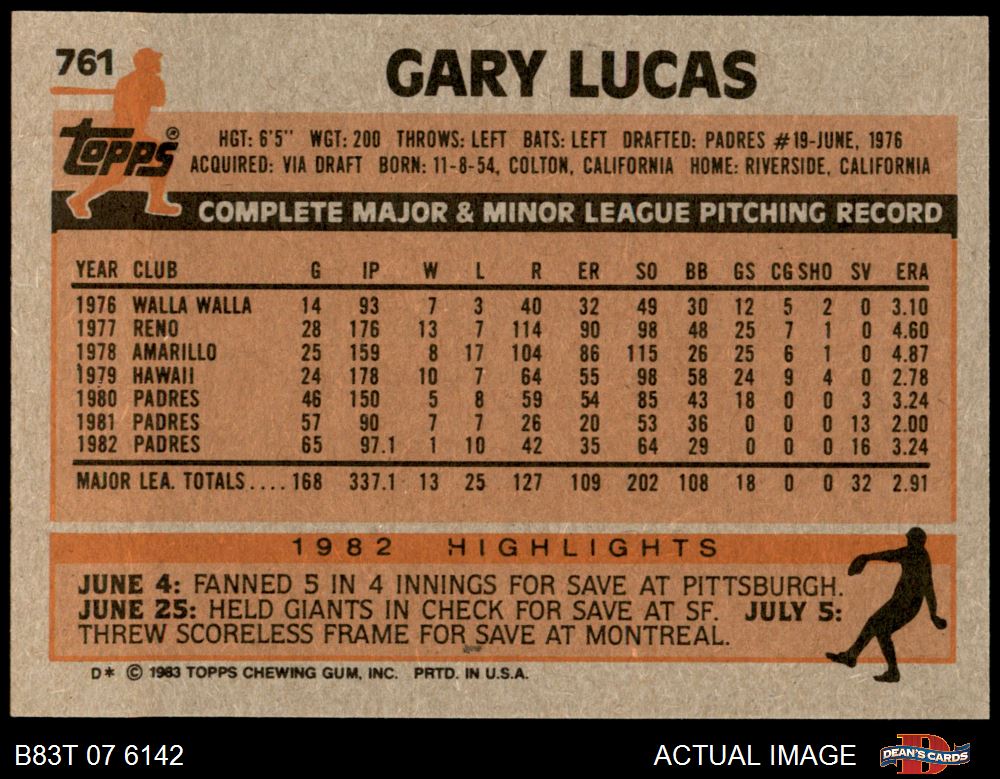 761
GARY LUCAS
Topps®
HGT: 6'5" WGT: 200 THROWS: LEFT BATS: LEFT DRAFTED: PADRES #19-JUNE, 1976
ACQUIRED: VIA DRAFT BORN: 11-8-54, COLTON, CALIFORNIA HOME: RIVERSIDE, CALIFORNIA
COMPLETE MAJOR & MINOR LEAGUE PITCHING RECORD
YEAR CLUB G IP W L R ER SO BB GS CG SHO SV ERA
1976 WALLA WALLA 14 93 7 3 40 32 49 30 12 5 2 0 3.10
1977 RENO 28 176 13 7 114 90 98 48 25 7 1 0 4.60
1978 AMARILLO 25 159 8 17 104 86 115 26 25 6 1 0 4.87
1979 HAWAII 24 178 10 7 64 55 98 58 24 9 4 0 2.78
1980 PADRES 46 150 5 8 59 54 85 43 18 0 0 3 3.24
1981 PADRES 57 90 7 7 26 20 53 36 0 0 0 13 2.00
1982 PADRES 65 97.1 1 10 42 35 64 29 0 0 0 16 3.24
MAJOR LEA. TOTALS.... 168 337.1 13 25 127 109 202 108 18 0 0 32 2.91
1982 HIGHLIGHTS
JUNE 4: FANNED 5 IN 4 INNINGS FOR SAVE AT PITTSBURGH.
JUNE 25: HELD GIANTS IN CHECK FOR SAVE AT SF. JULY 5:
THREW SCORELESS FRAME FOR SAVE AT MONTREAL.
D* © 1983 TOPPS CHEWING GUM, INC. PRTD. IN U.S.A.
B83T 07 6142 ACTUAL IMAGE DEAN'S CARDS